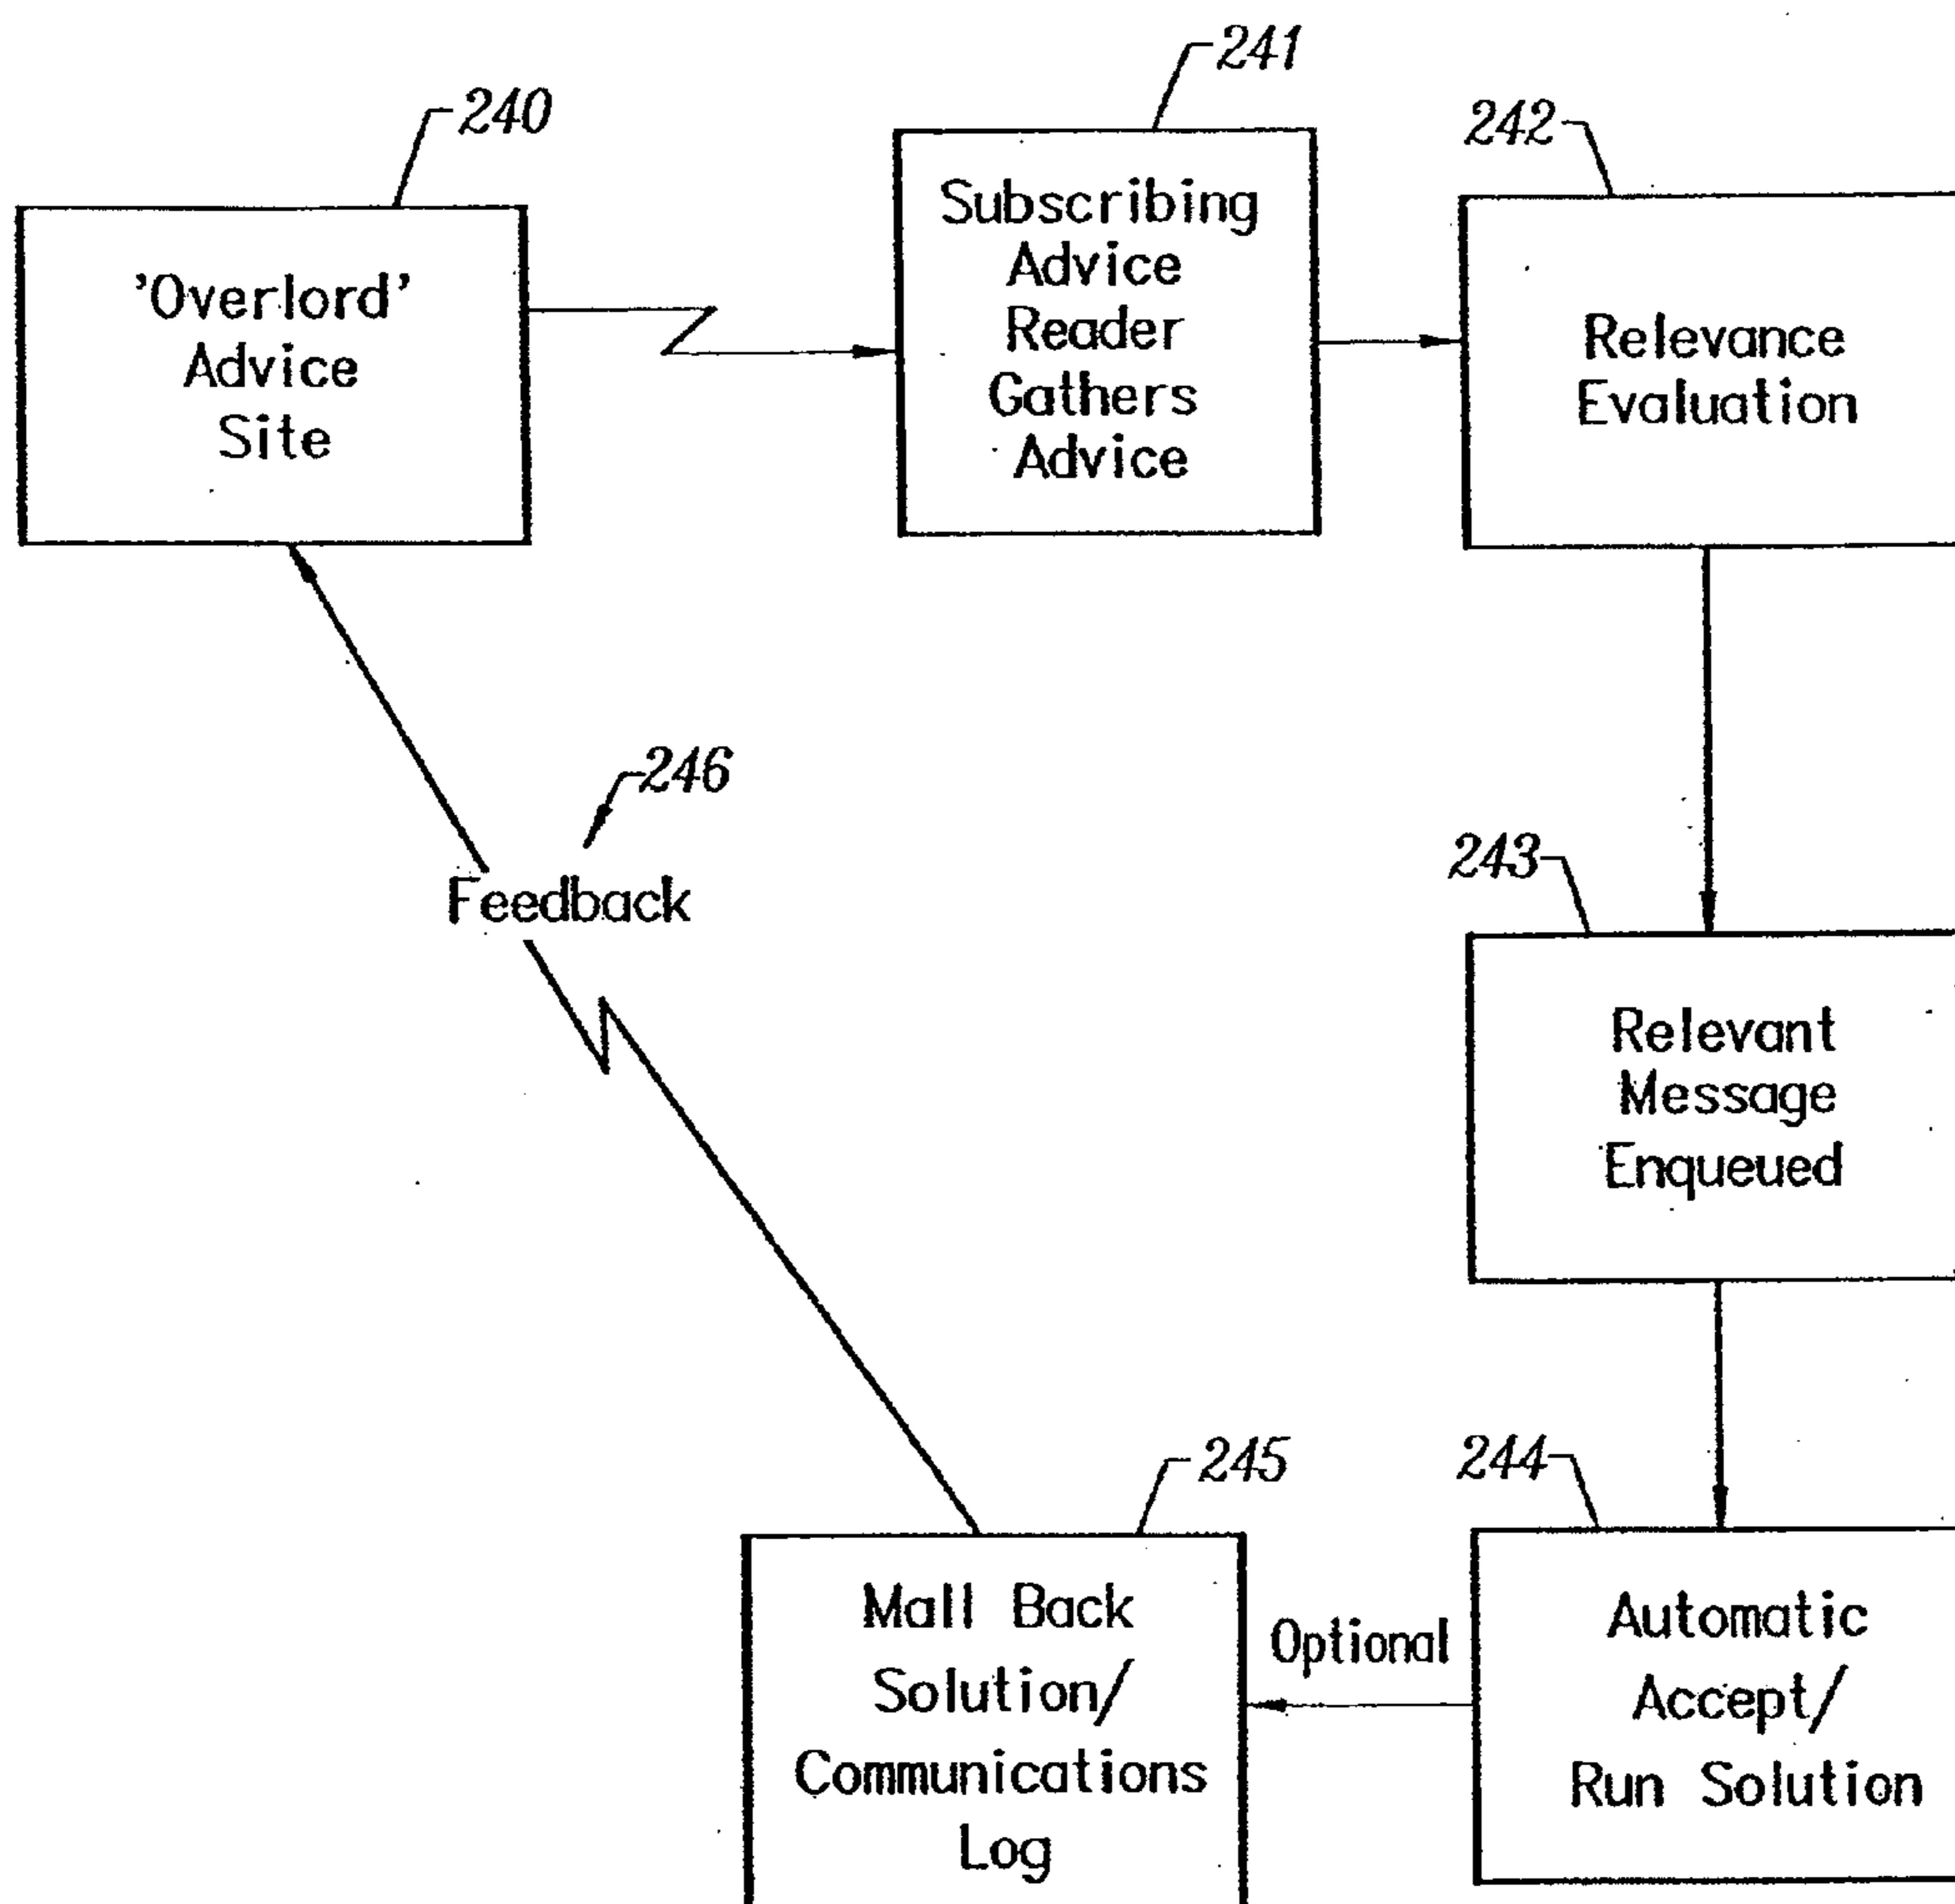 240
'Overlord'
Advice
Site
241
Subscribing
Advice
Reader
Gathers
Advice
242
Relevance
Evaluation
243
Relevant
Message
Enqueued
244
Automatic
Accept/
Run Solution
Optional
245
Mall Back
Solution/
Communications
Log
246
Feedback